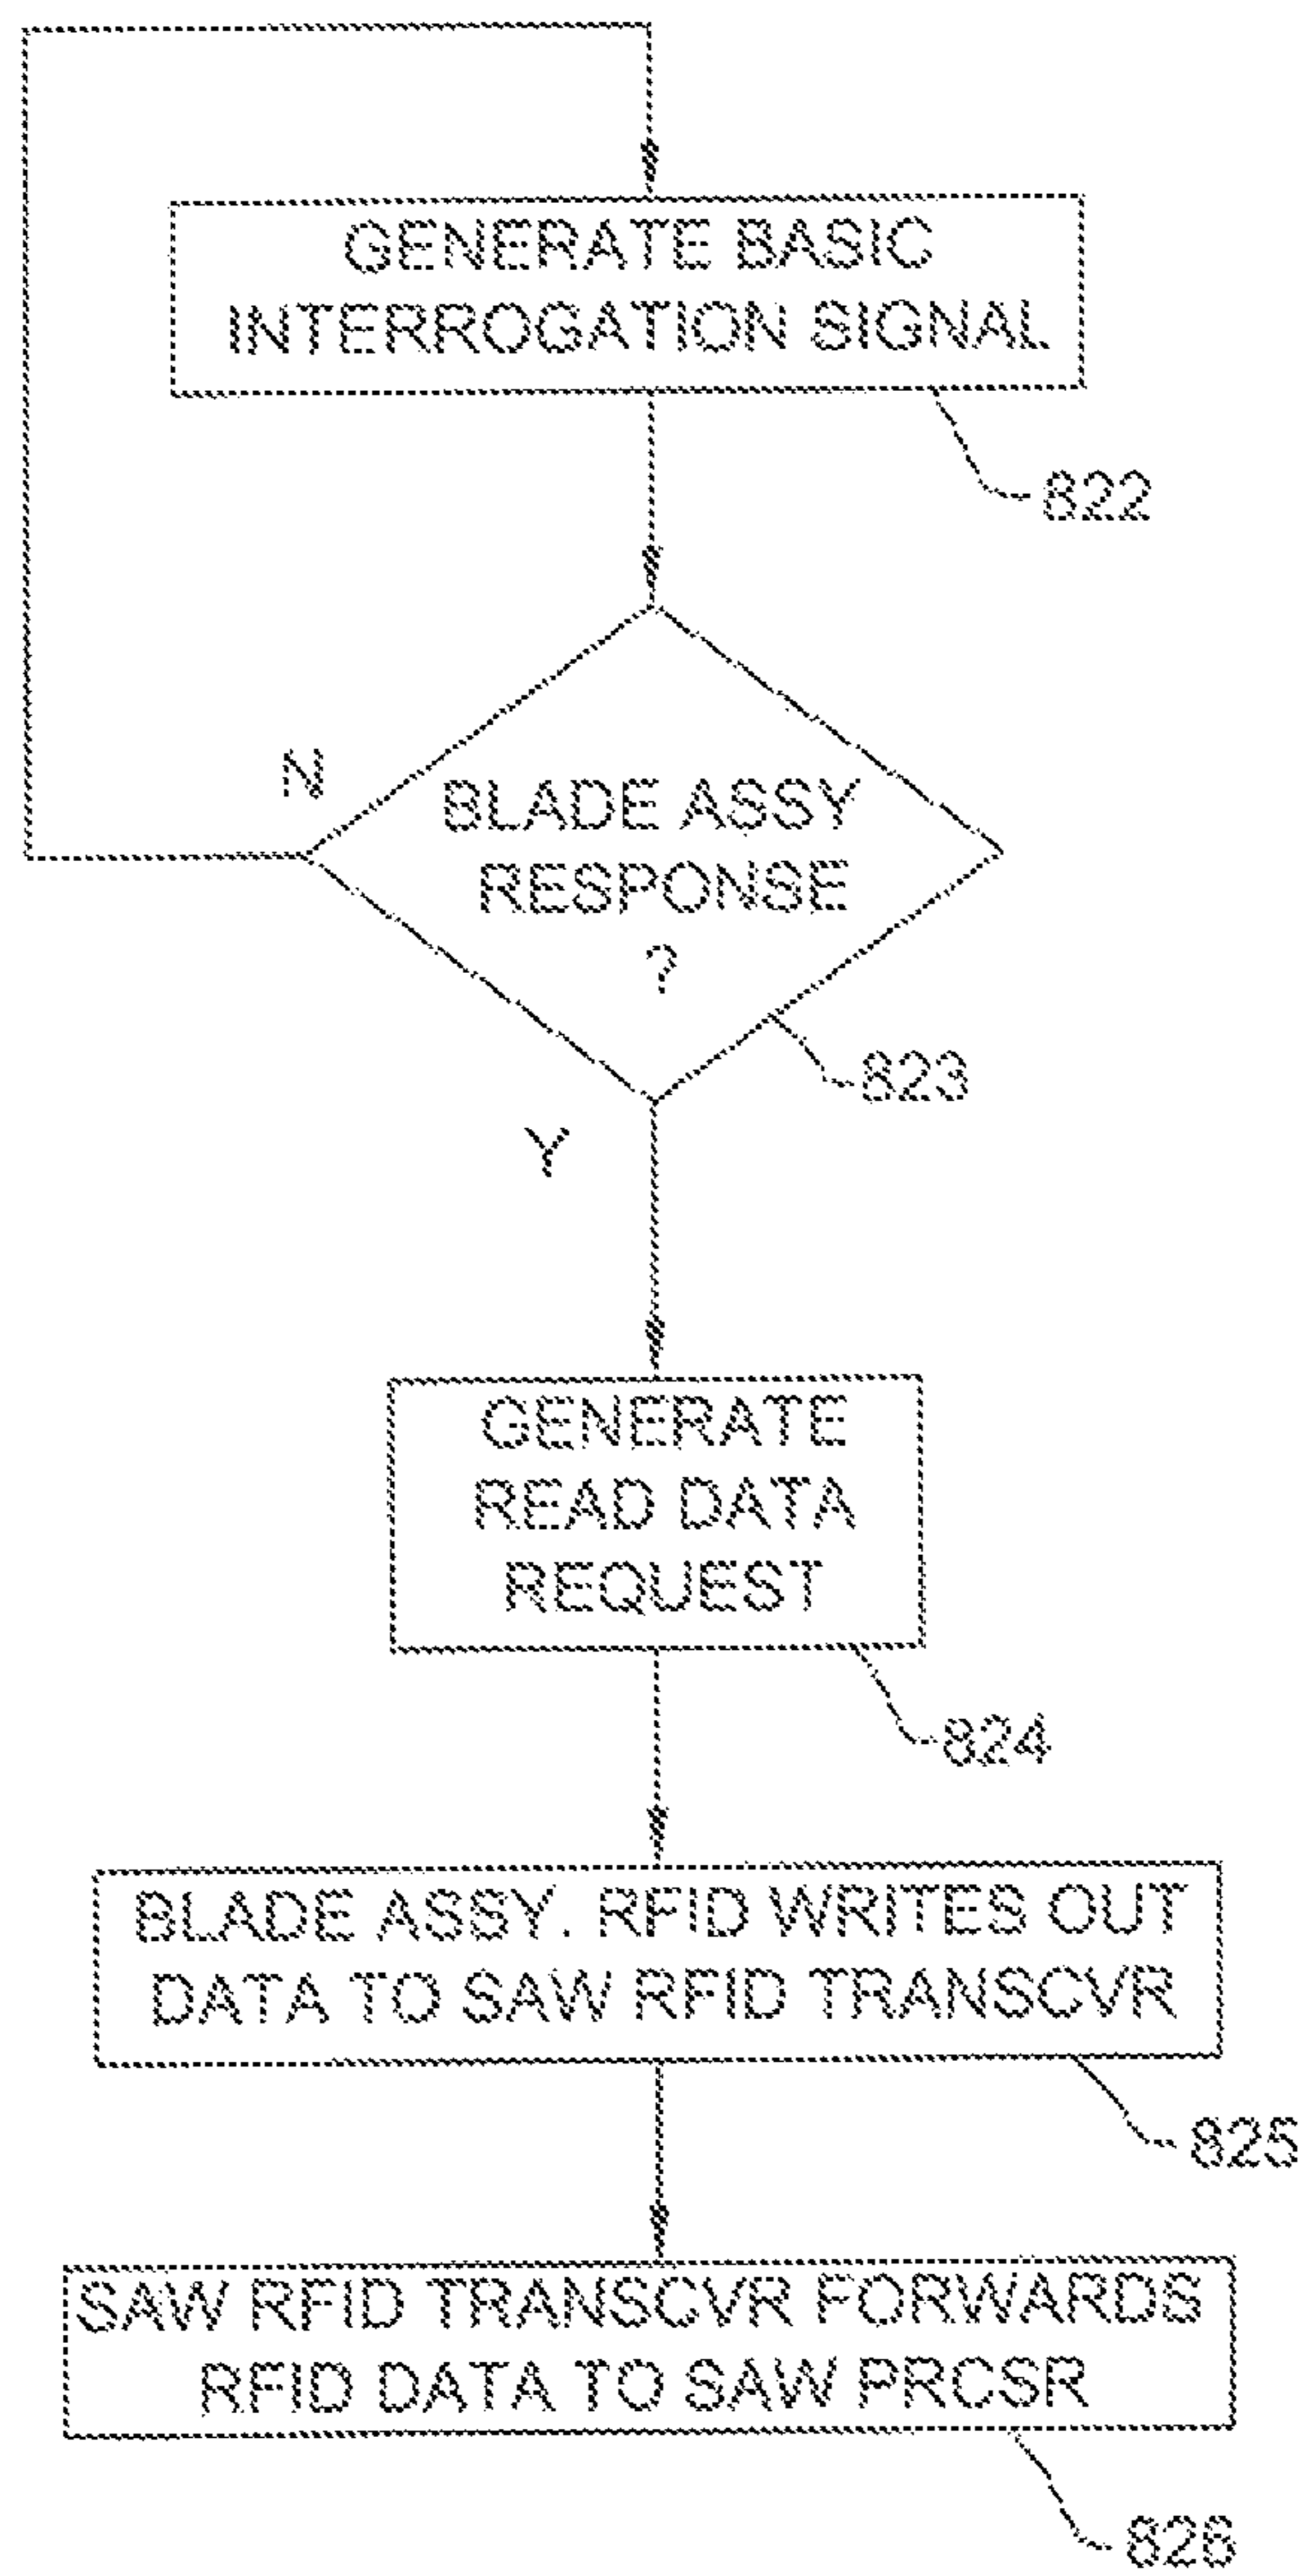 GENERATE BASIC
INTERROGATION SIGNAL
822
N
BLADE ASSY
RESPONSE
?
823
Y
GENERATE
READ DATA
REQUEST
824
BLADE ASSY. RFID WRITES OUT
DATA TO SAW RFID TRANSCVR
825
SAW RFID TRANSCVR FORWARDS
RFID DATA TO SAW PRCSR
826